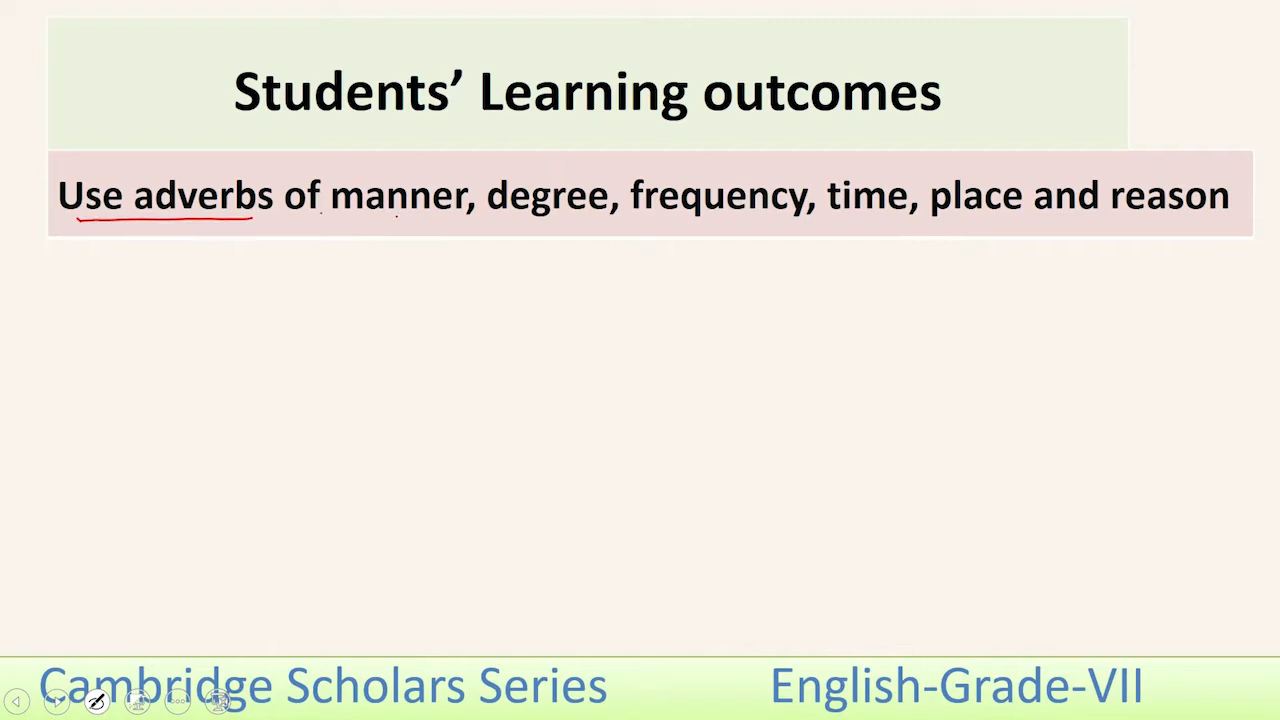 Students’ Learning outcomes
Use adverbs of manner, degree, frequency, time, place and reason
Cambridge Scholars Series English-Grade-VII